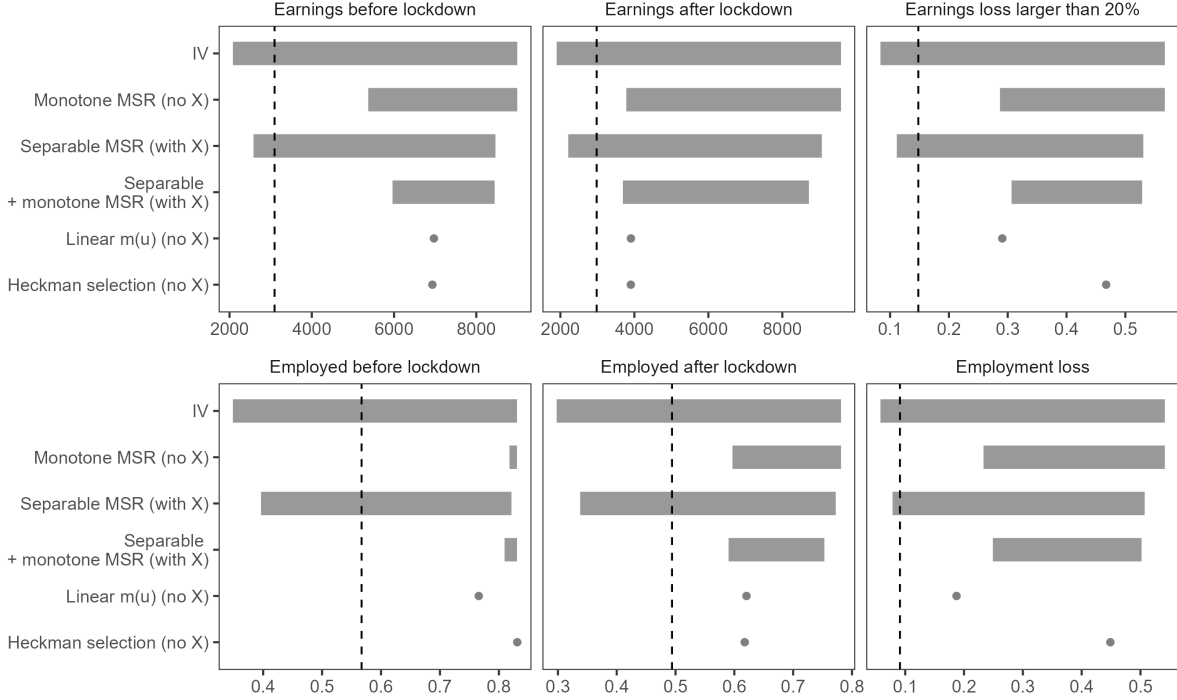 Earnings before lockdown
Earnings after lockdown
Earnings loss larger than 20%
IV
Monotone MSR (no X)
Separable MSR (with X)
Separable
+ monotone MSR (with X)
Linear m(u) (no X)
Heckman selection (no X)
2000 4000 6000 8000
2000 4000 6000 8000
0.1 0.2 0.3 0.4 0.5
Employed before lockdown
Employed after lockdown
Employment loss
IV
Monotone MSR (no X)
Separable MSR (with X)
Separable
+ monotone MSR (with X)
Linear m(u) (no X)
Heckman selection (no X)
0.4 0.5 0.6 0.7 0.8
0.3 0.4 0.5 0.6 0.7 0.8
0.1 0.2 0.3 0.4 0.5